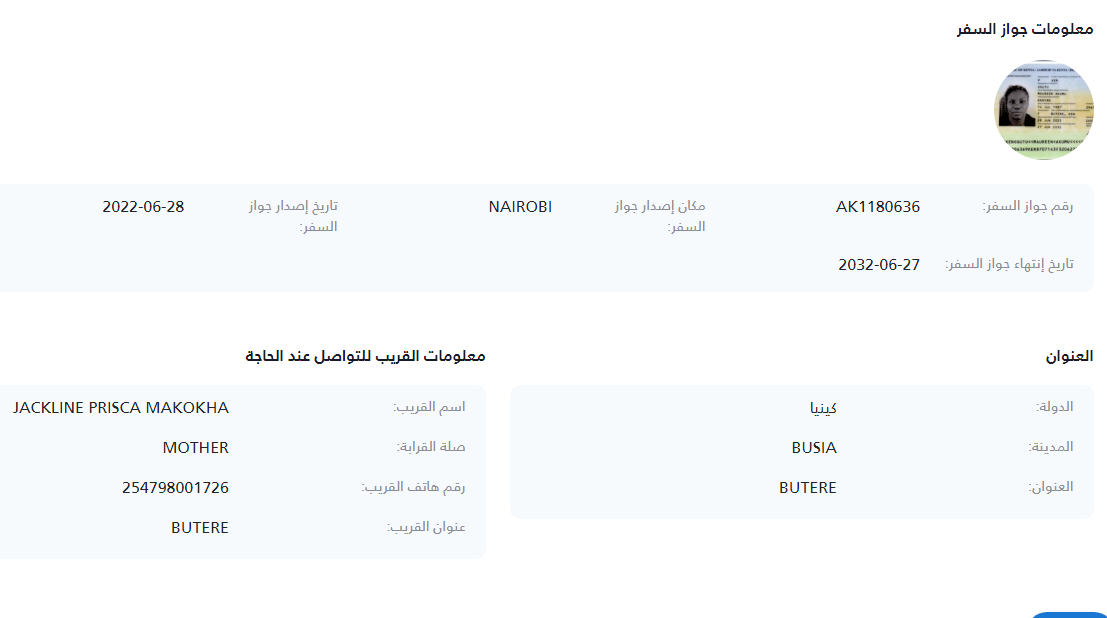 معلومات جواز السفر
رقم جواز السفر: AK1180636
مكان إصدار جواز السفر: NAIROBI
تاريخ إصدار جواز السفر: 2022-06-28
تاريخ إنتهاء جواز السفر: 2032-06-27
العنوان
الدولة: كينيا
المدينة: BUSIA
العنوان: BUTERE
معلومات القريب للتواصل عند الحاجة
اسم القريب: JACKLINE PRISCA MAKOKHA
صلة القرابة: MOTHER
رقم هاتف القريب: 254798001726
عنوان القريب: BUTERE